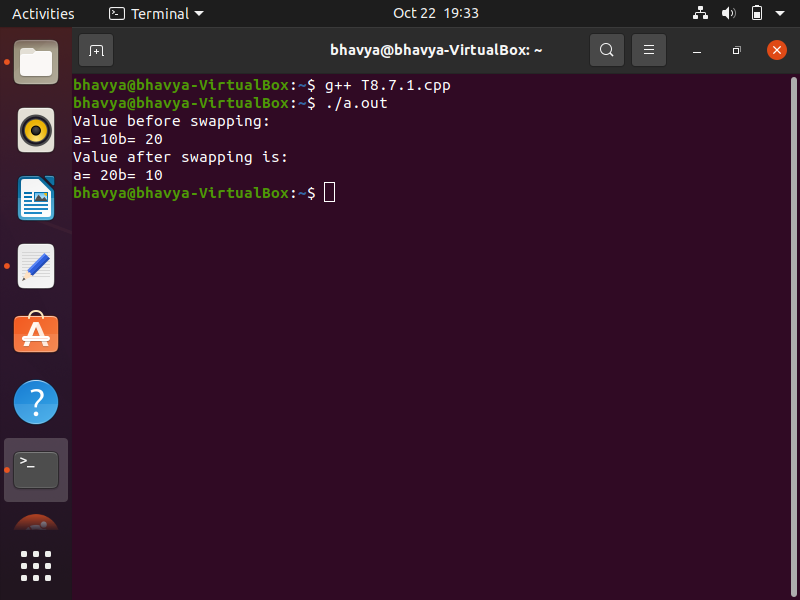 Activities
Terminal
Oct 22 19:33
bhavya@bhavya-VirtualBox: ~
bhavya@bhavya-VirtualBox:~$ g++ T8.7.1.cpp
bhavya@bhavya-VirtualBox:~$ ./a.out
Value before swapping:
a= 10b= 20
Value after swapping is:
a= 20b= 10
bhavya@bhavya-VirtualBox:~$